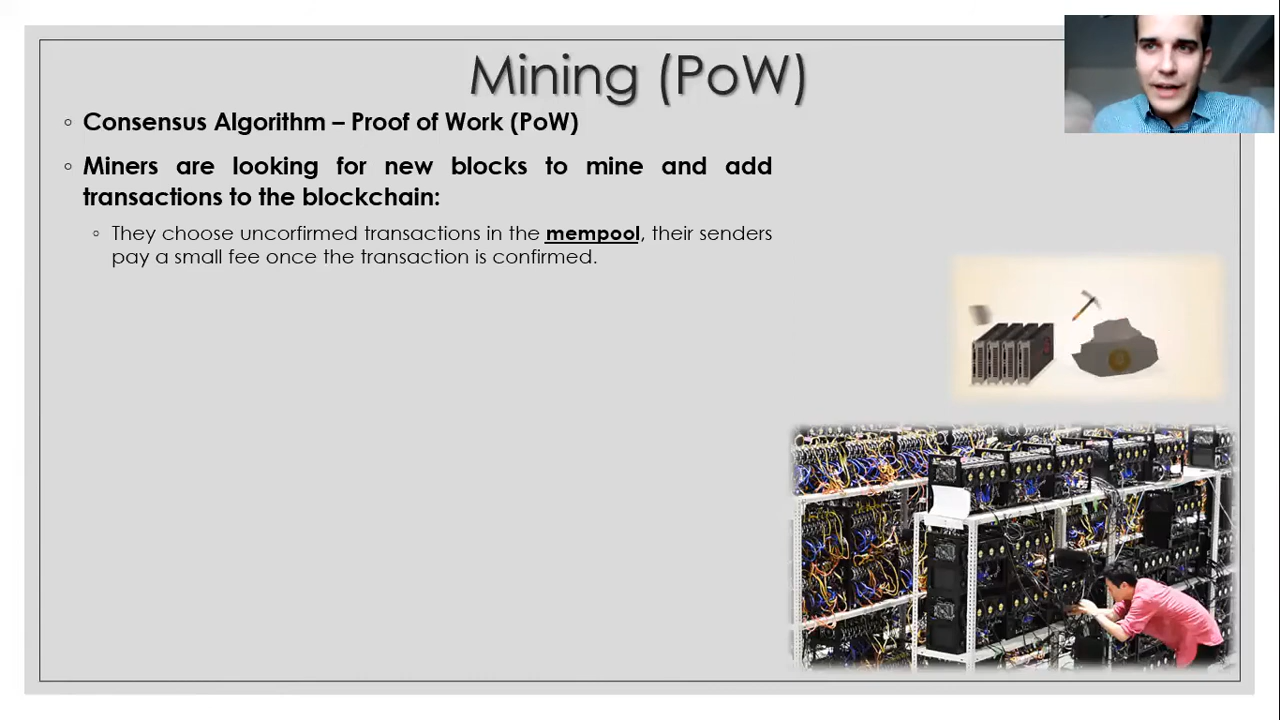 Mining (PoW)
Consensus Algorithm – Proof of Work (PoW)
Miners are looking for new blocks to mine and add
transactions to the blockchain:
They choose uncorfirmed transactions in the mempool, their senders
pay a small fee once the transaction is confirmed.